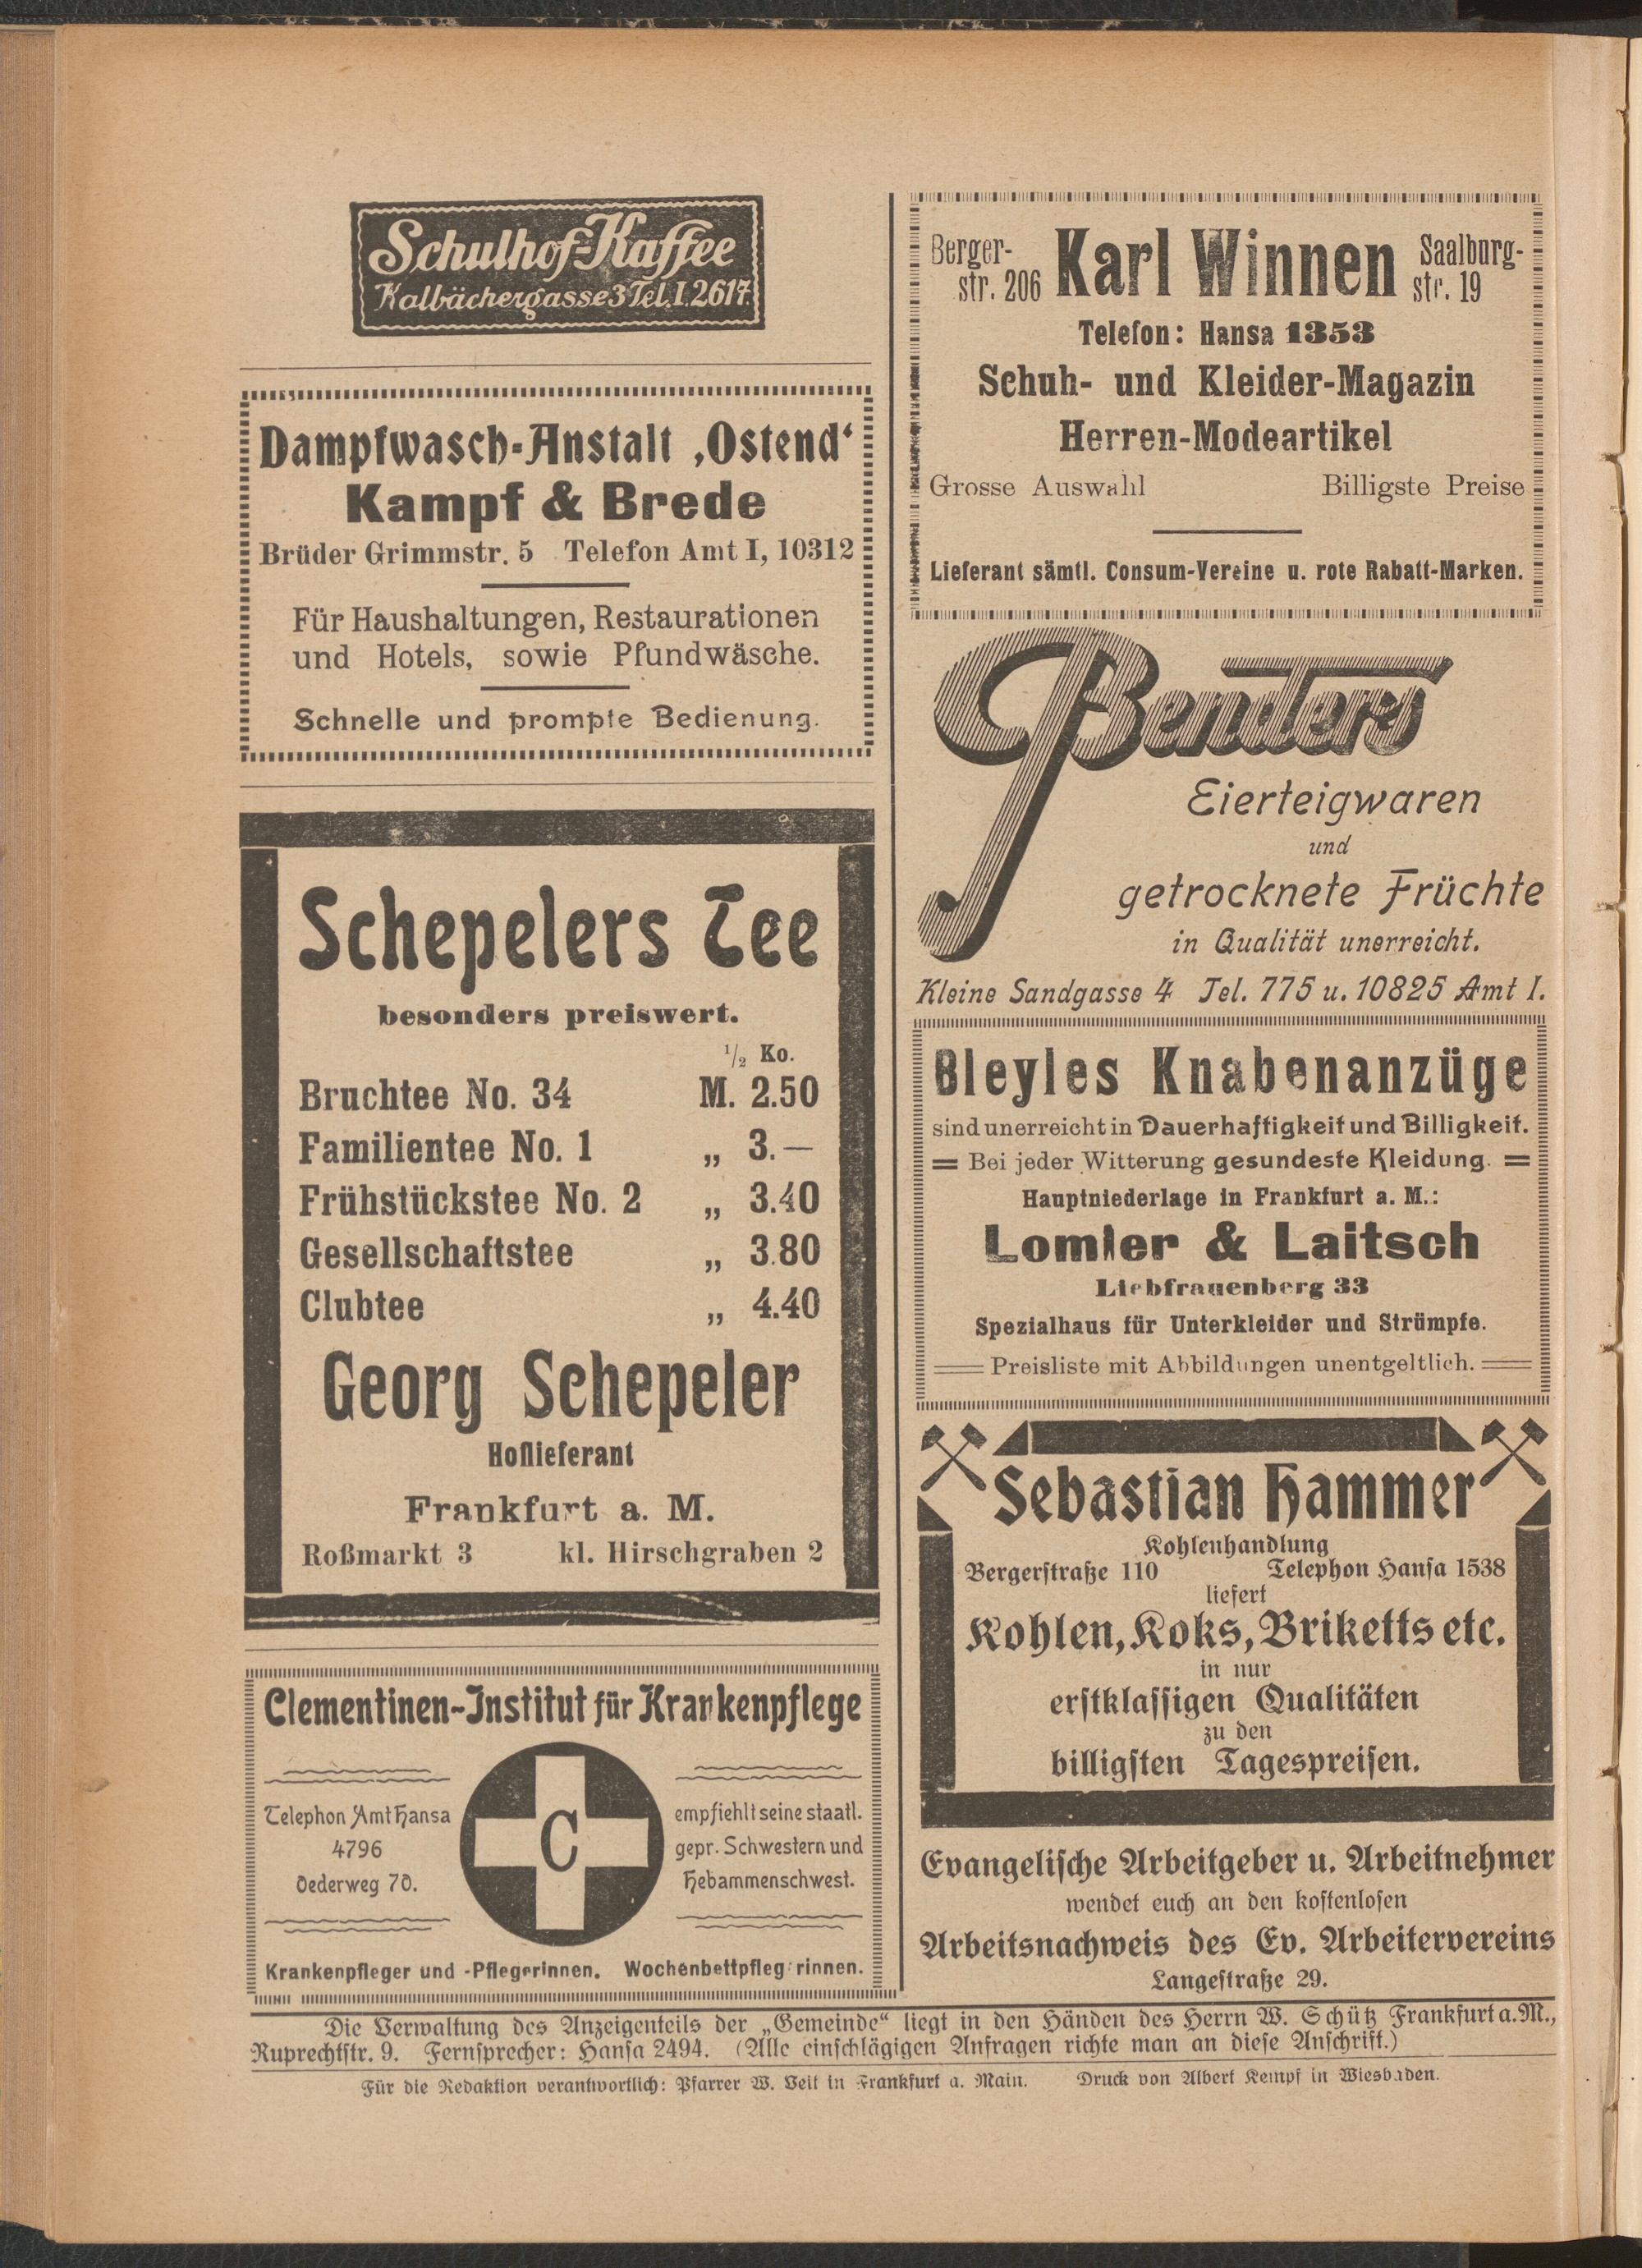 Schulhof-Kaffee
Kalbächergasse 3 Tel. I. 2617.
Dampfwasch-Anstalt ‚Ostend‘
Kampf & Brede
Brüder Grimmstr. 5 Telefon Amt I, 10312
Für Haushaltungen, Restaurationen
und Hotels, sowie Pfundwäsche.
Schnelle und prompte Bedienung.
Schepelers Tee
besonders preiswert.
1/2 Ko.
Bruchtee No. 34 M. 2.50
Familientee No. 1 „ 3.—
Frühstückstee No. 2 „ 3.40
Gesellschaftstee „ 3.80
Clubtee „ 4.40
Georg Schepeler
Hoflieferant
Frankfurt a. M.
Roßmarkt 3 kl. Hirschgraben 2
Clementinen-Institut für Krankenpflege
Telephon Amt Hansa
4796
Oederweg 70.
C
empfiehlt seine staatl.
gepr. Schwestern und
Hebammenschwest.
Krankenpfleger und -Pflegerinnen. Wochenbettpflegerinnen.
Berger-
str. 206
Karl Winnen
Saalburg-
str. 19
Telefon: Hansa 1353
Schuh- und Kleider-Magazin
Herren-Modeartikel
Grosse Auswahl Billigste Preise
Lieferant sämtl. Consum-Vereine u. rote Rabatt-Marken.
Benders
Eierteigwaren
und
getrocknete Früchte
in Qualität unerreicht.
Kleine Sandgasse 4 Tel. 775 u. 10825 Amt I.
Bleyles Knabenanzüge
sind unerreicht in Dauerhaftigkeit und Billigkeit.
= Bei jeder Witterung gesundeste Kleidung. =
Hauptniederlage in Frankfurt a. M.:
Lomler & Laitsch
Liebfrauenberg 33
Spezialhaus für Unterkleider und Strümpfe.
Preisliste mit Abbildungen unentgeltlich.
Sebastian Hammer
Kohlenhandlung
Bergerstraße 110 Telephon Hansa 1538
liefert
Kohlen, Koks, Briketts etc.
in nur
erstklassigen Qualitäten
zu den
billigsten Tagespreisen.
Evangelische Arbeitgeber u. Arbeitnehmer
wendet euch an den kostenlosen
Arbeitsnachweis des Ev. Arbeitervereins
Langestraße 29.
Die Verwaltung des Anzeigenteils der „Gemeinde“ liegt in den Händen des Herrn W. Schütz Frankfurt a. M.,
Ruprechtstr. 9. Fernsprecher: Hansa 2494. (Alle einschlägigen Anfragen richte man an diese Anschrift.)
Für die Redaktion verantwortlich: Pfarrer W. Veit in Frankfurt a. Main. Druck von Albert Kempf in Wiesbaden.